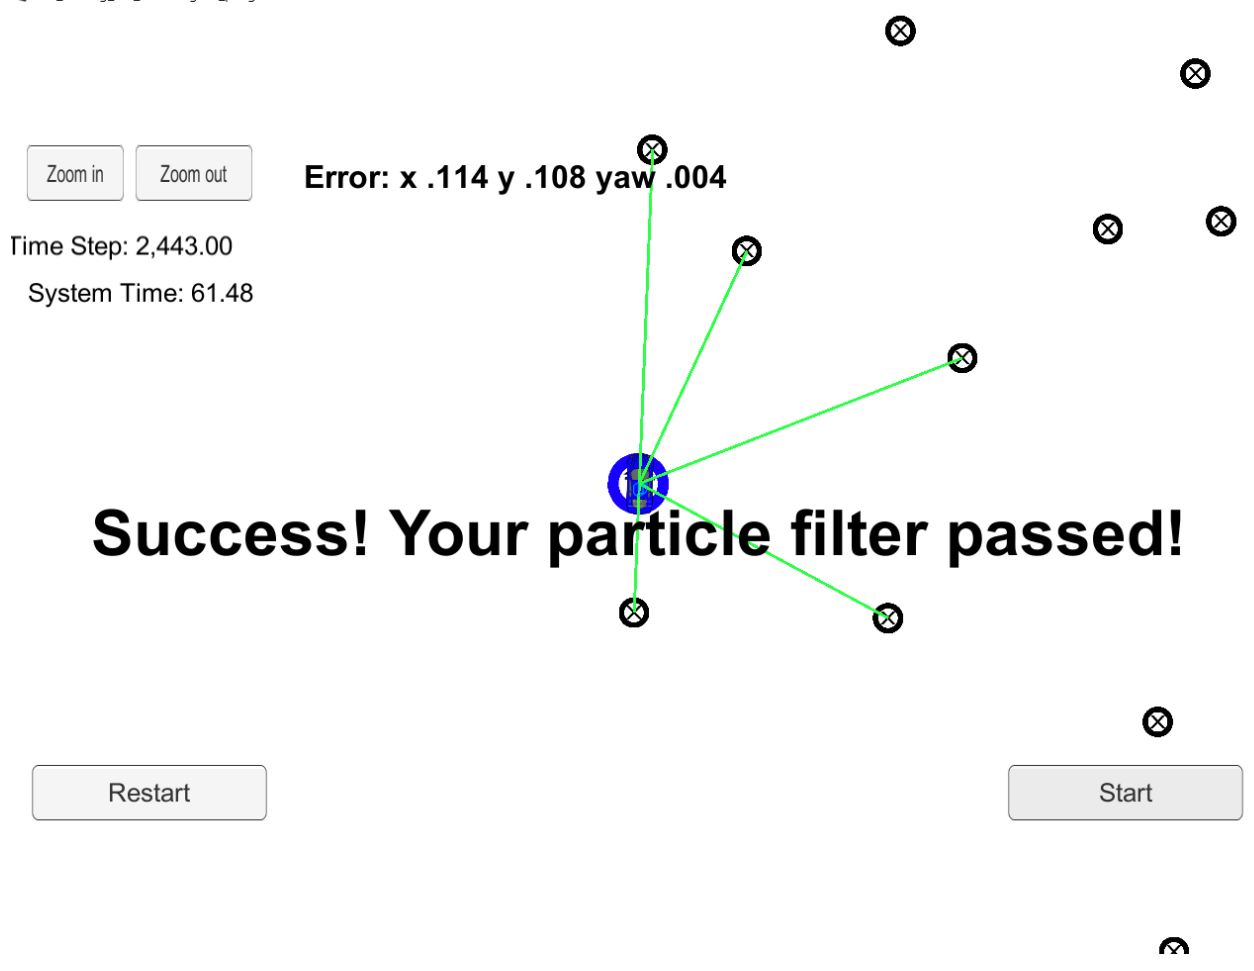 Zoom in
Zoom out
Error: x .114 y .108 yaw .004
Time Step: 2,443.00
System Time: 61.48
Success! Your particle filter passed!
Restart
Start